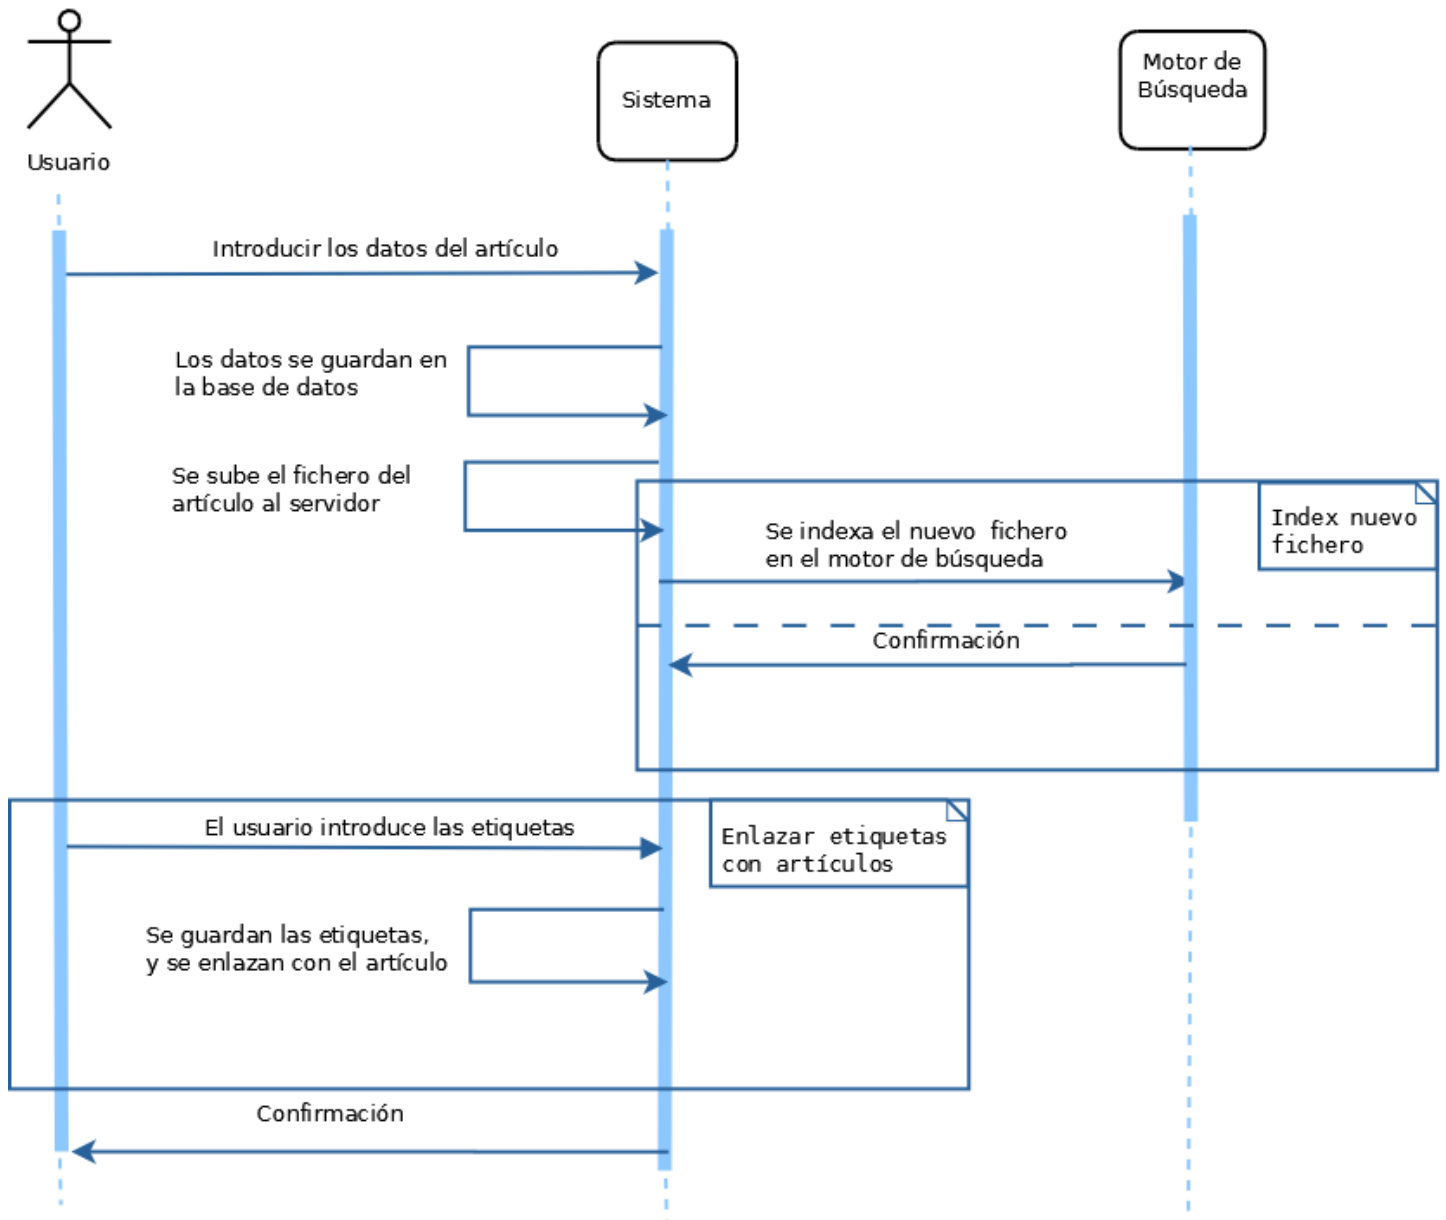 Usuario
Sistema
Motor de
Búsqueda
Introducir los datos del artículo
Los datos se guardan en
la base de datos
Se sube el fichero del
artículo al servidor
Index nuevo
fichero
Se indexa el nuevo  fichero
en el motor de búsqueda
Confirmación
El usuario introduce las etiquetas
Enlazar etiquetas
con artículos
Se guardan las etiquetas,
y se enlazan con el artículo
Confirmación